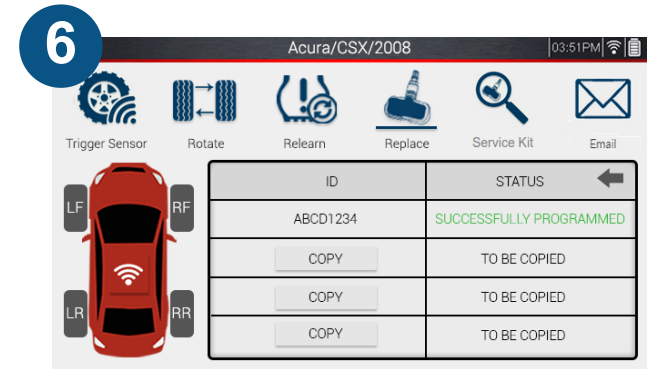 6
Acura/CSX/2008
03:51PM
Trigger Sensor
Rotate
Relearn
Replace
Service Kit
Email
LF
RF
LR
RR
ID STATUS
ABCD1234 SUCCESSFULLY PROGRAMMED
COPY TO BE COPIED
COPY TO BE COPIED
COPY TO BE COPIED